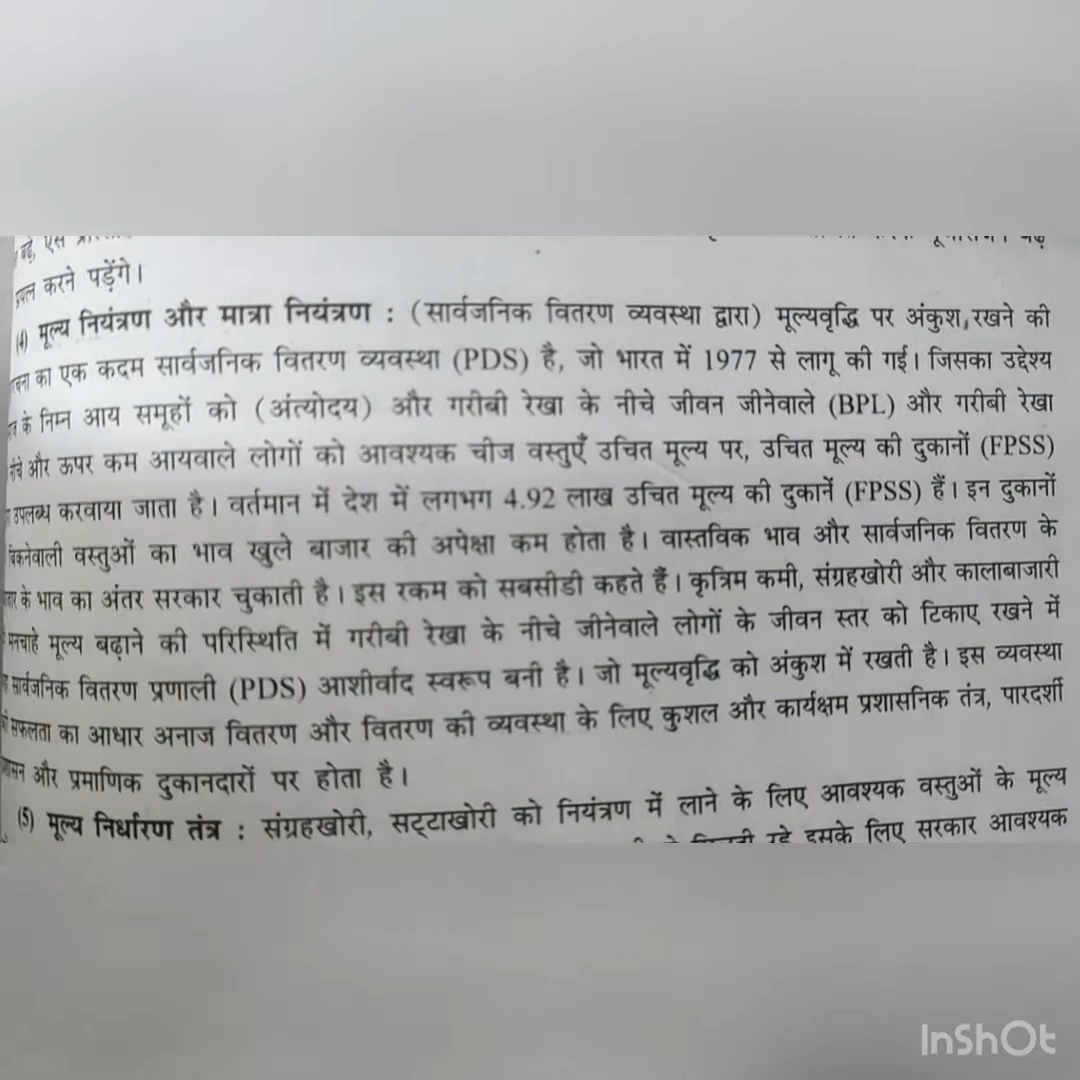 करने पड़ेंगे।
(4) मूल्य नियंत्रण और मात्रा नियंत्रण : (सार्वजनिक वितरण व्यवस्था द्वारा) मूल्यवृद्धि पर अंकुश रखने की
का एक कदम सार्वजनिक वितरण व्यवस्था (PDS) है, जो भारत में 1977 से लागू की गई। जिसका उद्देश्य
के निम्न आय समूहों को (अंत्योदय) और गरीबी रेखा के नीचे जीवन जीनेवाले (BPL) और गरीबी रेखा
और ऊपर कम आयवाले लोगों को आवश्यक चीज वस्तुएँ उचित मूल्य पर, उचित मूल्य की दुकानों (FPSS)
उपलब्ध करवाया जाता है। वर्तमान में देश में लगभग 4.92 लाख उचित मूल्य की दुकानें (FPSS) हैं। इन दुकानों
वस्तुओं का भाव खुले बाजार की अपेक्षा कम होता है। वास्तविक भाव और सार्वजनिक वितरण के
के भाव का अंतर सरकार चुकाती है। इस रकम को सबसीडी कहते हैं। कृत्रिम कमी, संग्रहखोरी और कालाबाजारी
मनचाहे मूल्य बढ़ाने की परिस्थिति में गरीबी रेखा के नीचे जीनेवाले लोगों के जीवन स्तर को टिकाए रखने में
सार्वजनिक वितरण प्रणाली (PDS) आशीर्वाद स्वरूप बनी है। जो मूल्यवृद्धि को अंकुश में रखती है। इस व्यवस्था
सफलता का आधार अनाज वितरण और वितरण की व्यवस्था के लिए कुशल और कार्यक्षम प्रशासनिक तंत्र, पारदर्शी
और प्रमाणिक दुकानदारों पर होता है।
(5) मूल्य निर्धारण तंत्र : संग्रहखोरी, सट्टाखोरी को नियंत्रण में लाने के लिए आवश्यक वस्तुओं के मूल्य
रहे इसके लिए सरकार आवश्यक
InShOt